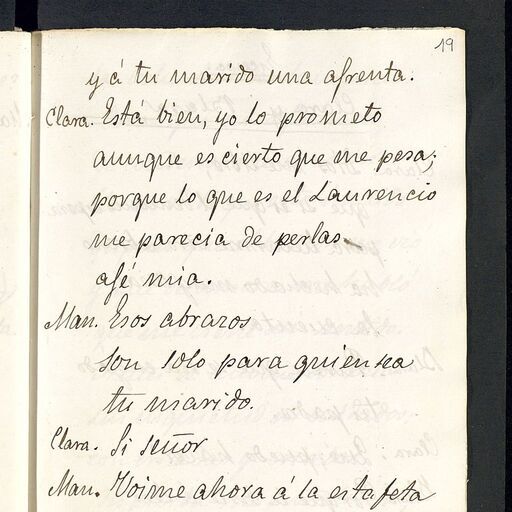 19
y á tu marido una afrenta.
Clara. Está bien, yo lo prometo
aunque es cierto que me pesa;
porque lo que es el Laurencio
me parecia de perlas
afé mia.
Man. Esos abrazos
son solo para quien sea
tu marido.
Clara. Si señor
Man. Voime ahora á la estafeta